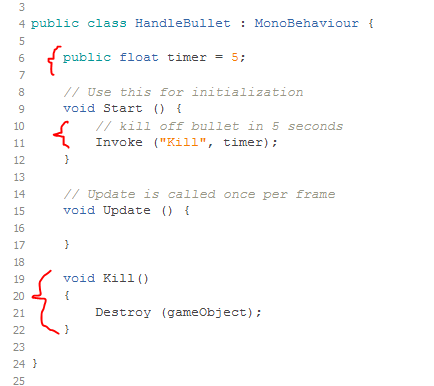 3
4 public class HandleBullet : MonoBehaviour {
5
6     public float timer = 5;
7
8     // Use this for initialization
9     void Start () {
10         // kill off bullet in 5 seconds
11         Invoke ("Kill", timer);
12     }
13
14     // Update is called once per frame
15     void Update () {
16
17     }
18
19     void Kill()
20     {
21         Destroy (gameObject);
22     }
23
24 }
25